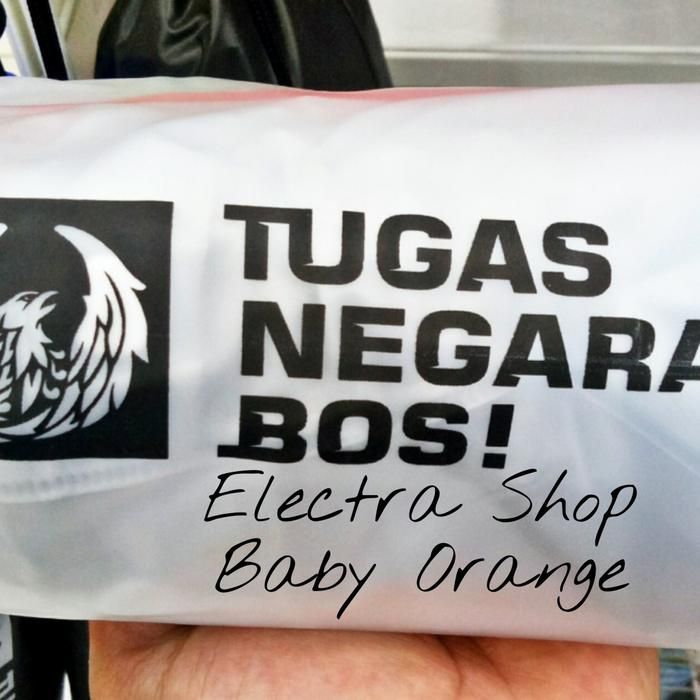 TUGAS
NEGARA
BOS!
Electra Shop
Baby Orange